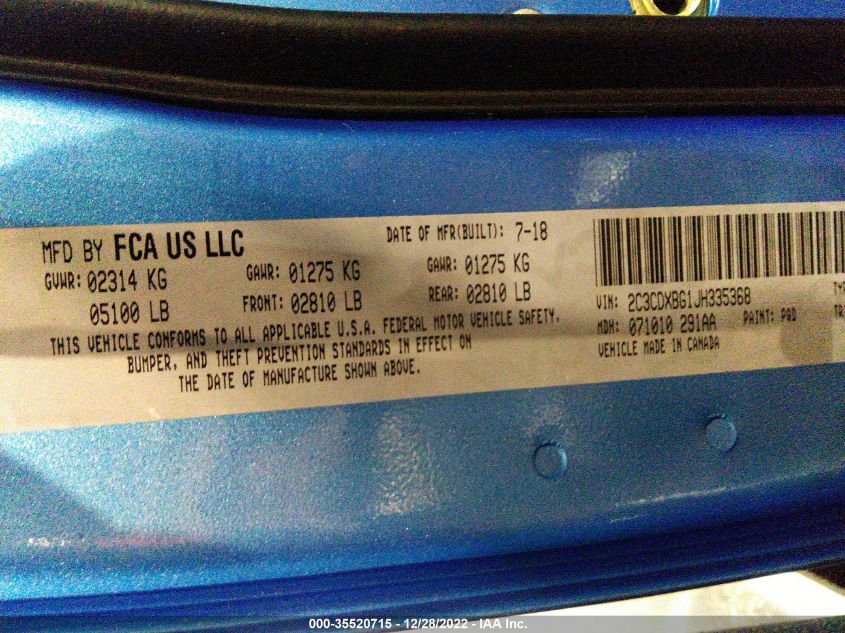 MFD BY FCA US LLC
DATE OF MFR(BUILT): 7-18
GVWR: 02314 KG
GAWR: 01275 KG
GAWR: 01275 KG
05100 LB
FRONT: 02810 LB
REAR: 02810 LB
THIS VEHICLE CONFORMS TO ALL APPLICABLE U.S.A. FEDERAL MOTOR VEHICLE SAFETY,
BUMPER, AND THEFT PREVENTION STANDARDS IN EFFECT ON
THE DATE OF MANUFACTURE SHOWN ABOVE.
VIN: 2C3CDXBG1JH335368
TY
MDH: 071010 291AA
PAINT: PQD
TR
VEHICLE MADE IN CANADA
000-35520715 - 12/28/2022 - IAA Inc.